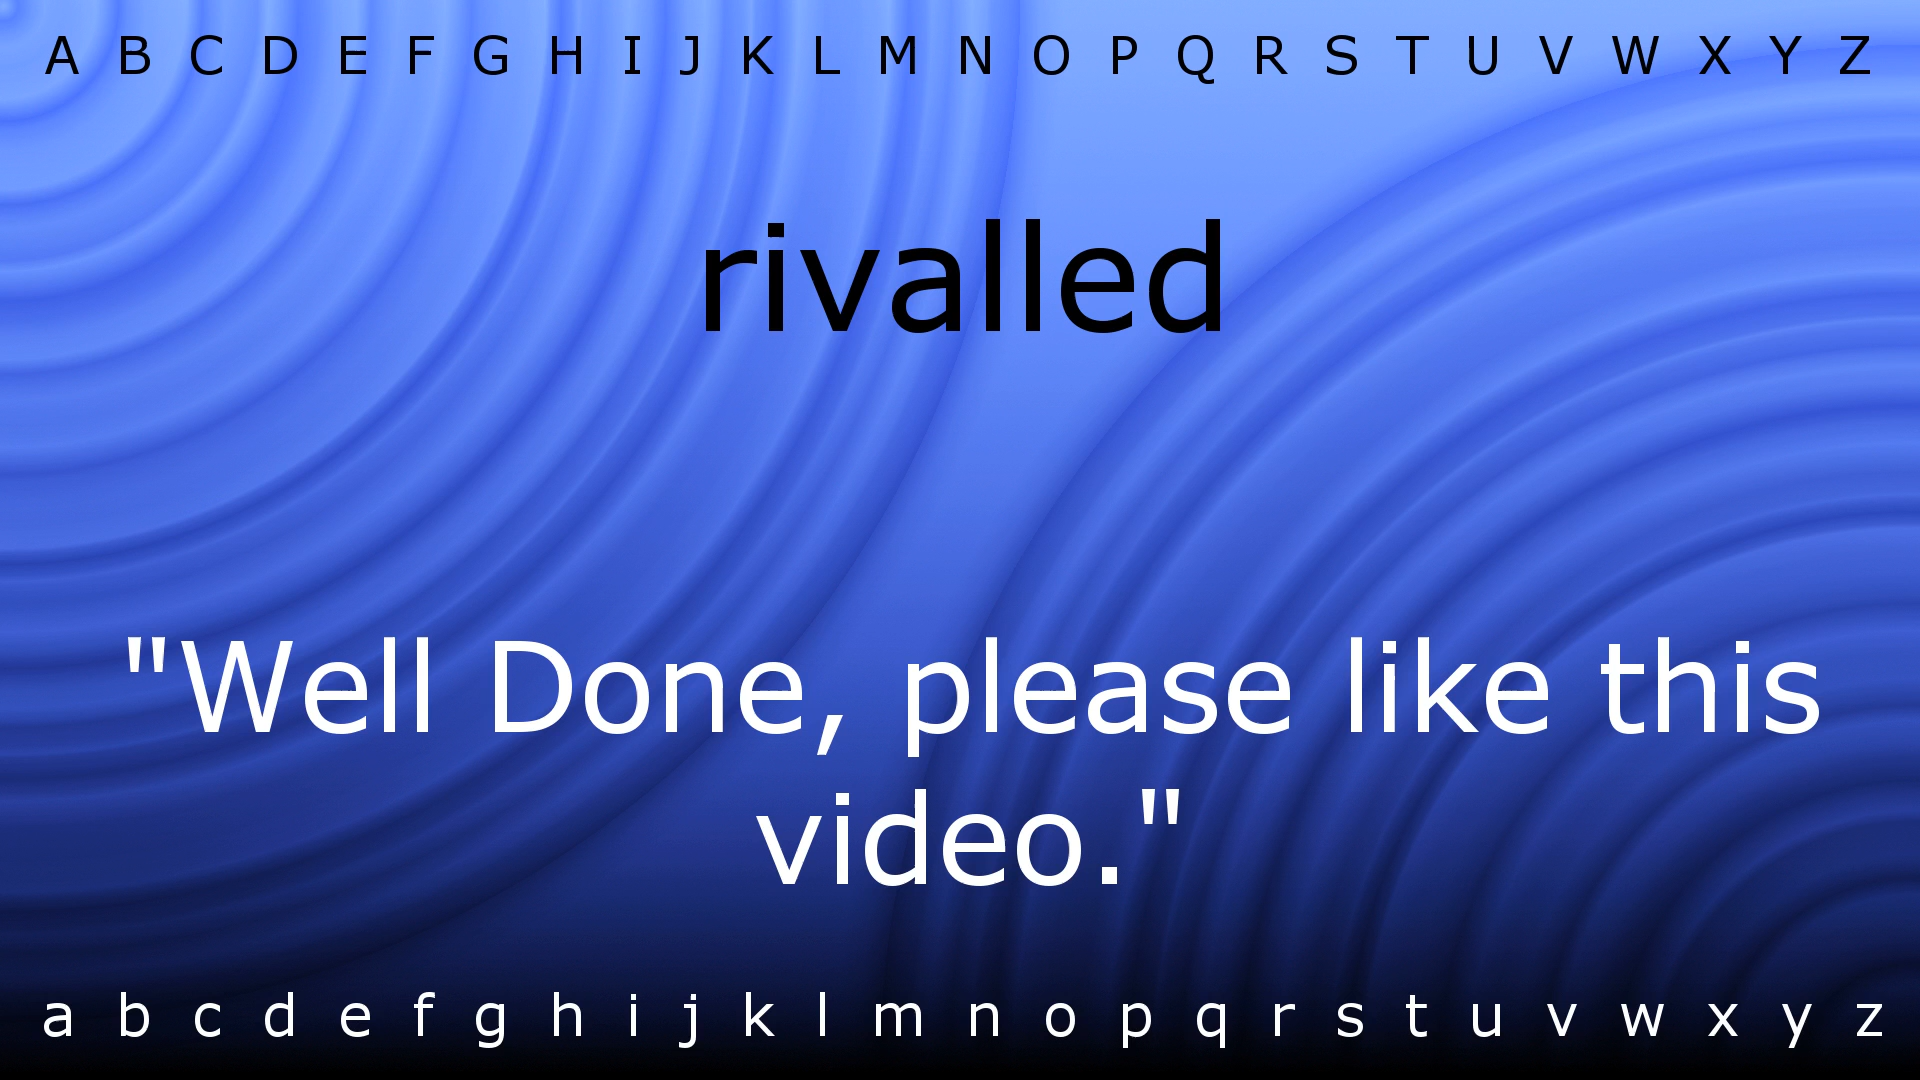 A B C D E F G H I J K L M N O P Q R S T U V W X Y Z
rivalled
"Well Done, please like this
video."
a b c d e f g h i j k l m n o p q r s t u v w x y z